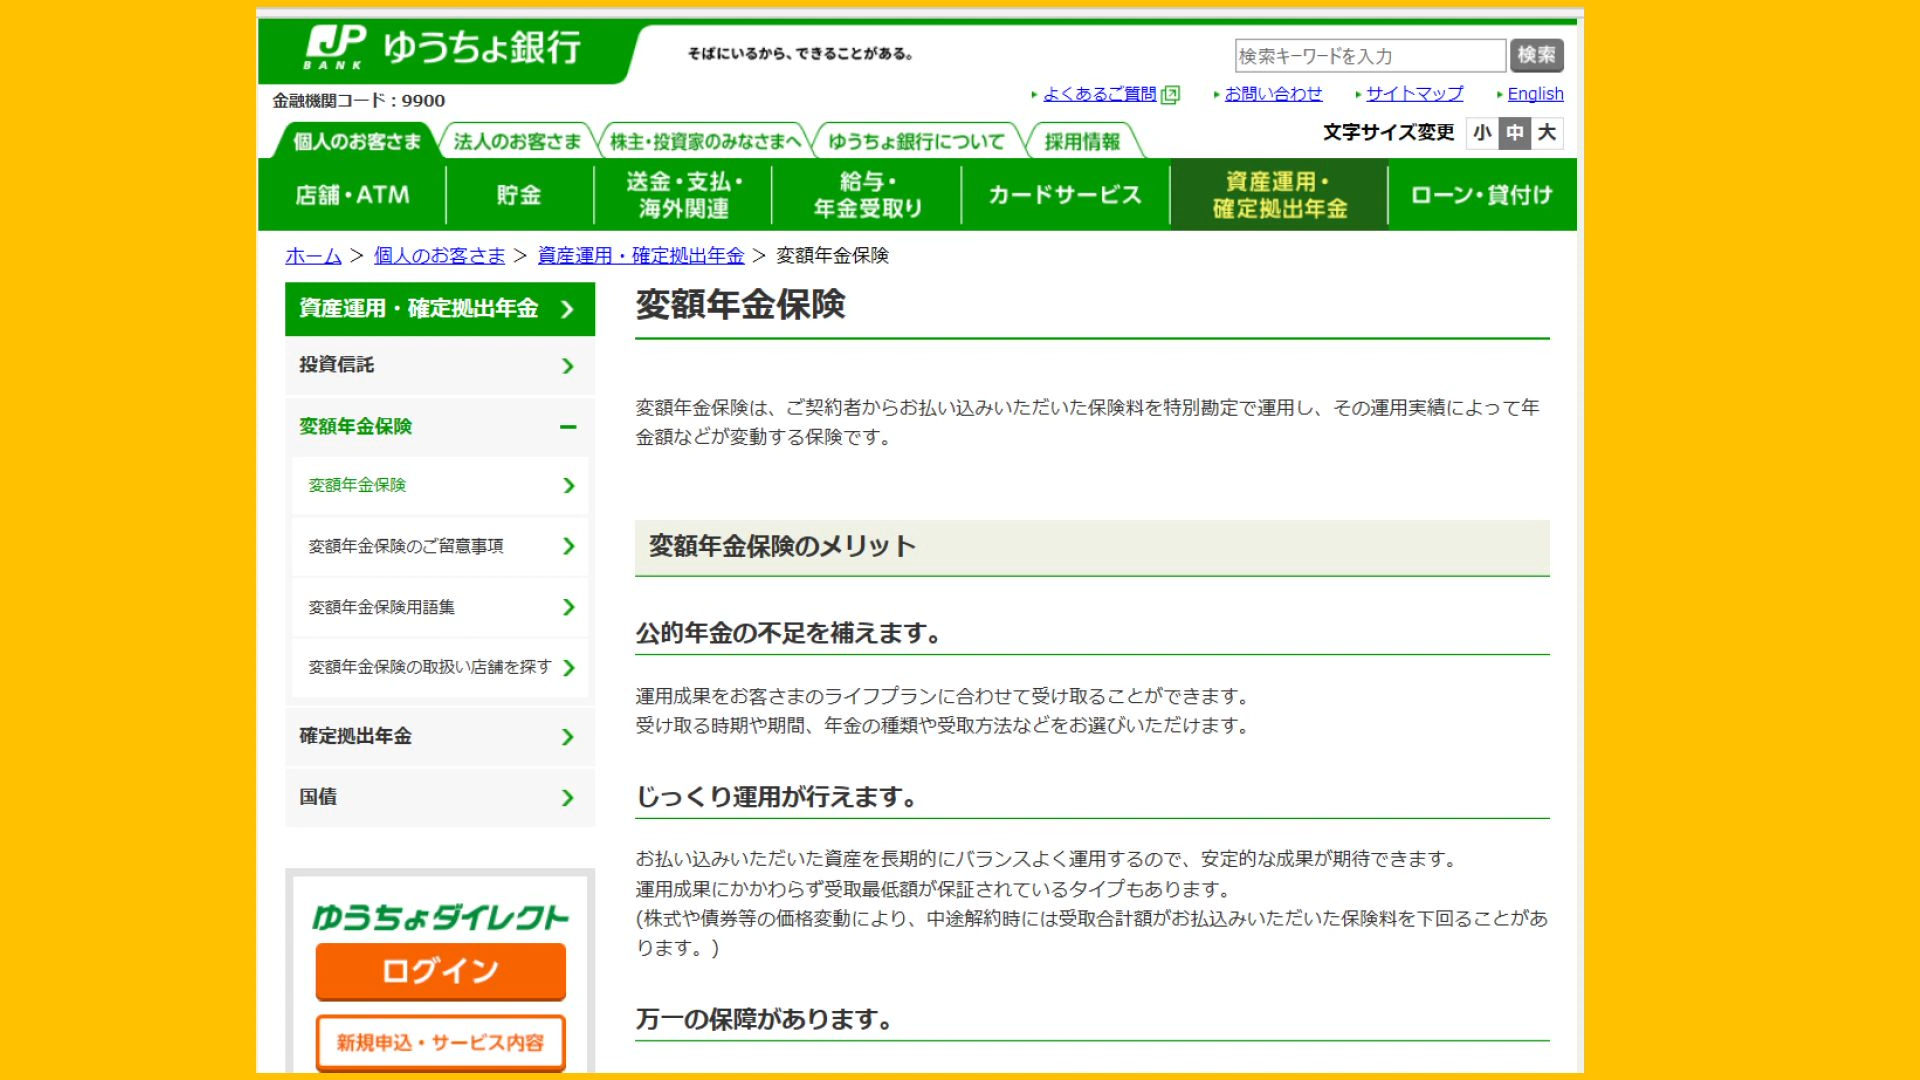 JP BANK ゆうちょ銀行
そばにいるから、できることがある。
検索キーワードを入力 検索
金融機関コード：9900
よくあるご質問 お問い合わせ サイトマップ English
個人のお客さま 法人のお客さま 株主・投資家のみなさまへ ゆうちょ銀行について 採用情報
文字サイズ変更 小 中 大
店舗・ATM
貯金
送金・支払・
海外関連
給与・
年金受取り
カードサービス
資産運用・
確定拠出年金
ローン・貸付け
ホーム ＞ 個人のお客さま ＞ 資産運用・確定拠出年金 ＞ 変額年金保険
資産運用・確定拠出年金
投資信託
変額年金保険
変額年金保険
変額年金保険のご留意事項
変額年金保険用語集
変額年金保険の取扱い店舗を探す
確定拠出年金
国債
ゆうちょダイレクト
ログイン
新規申込・サービス内容
変額年金保険
変額年金保険は、ご契約者からお払い込みいただいた保険料を特別勘定で運用し、その運用実績によって年
金額などが変動する保険です。
変額年金保険のメリット
公的年金の不足を補えます。
運用成果をお客さまのライフプランに合わせて受け取ることができます。
受け取る時期や期間、年金の種類や受取方法などをお選びいただけます。
じっくり運用が行えます。
お払い込みいただいた資産を長期的にバランスよく運用するので、安定的な成果が期待できます。
運用成果にかかわらず受取最低額が保証されているタイプもあります。
(株式や債券等の価格変動により、中途解約時には受取合計額がお払込みいただいた保険料を下回ることがあ
ります。)
万一の保障があります。